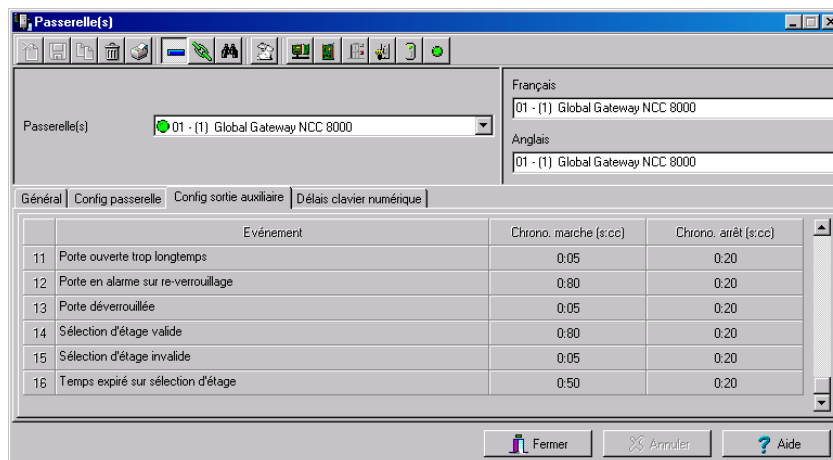 Passerelle(s)
Français
01 - (1) Global Gateway NCC 8000
Passerelle(s)
01 - (1) Global Gateway NCC 8000
Anglais
01 - (1) Global Gateway NCC 8000
Général
Config passerelle
Config sortie auxiliaire
Délais clavier numérique
Evénement
Chrono. marche (s:cc)
Chrono. arrêt (s:cc)
11 Porte ouverte trop longtemps 0:05 0:20
12 Porte en alarme sur re-verrouillage 0:80 0:20
13 Porte déverrouillée 0:05 0:20
14 Sélection d'étage valide 0:80 0:20
15 Sélection d'étage invalide 0:05 0:20
16 Temps expiré sur sélection d'étage 0:50 0:20
Fermer
Annuler
Aide